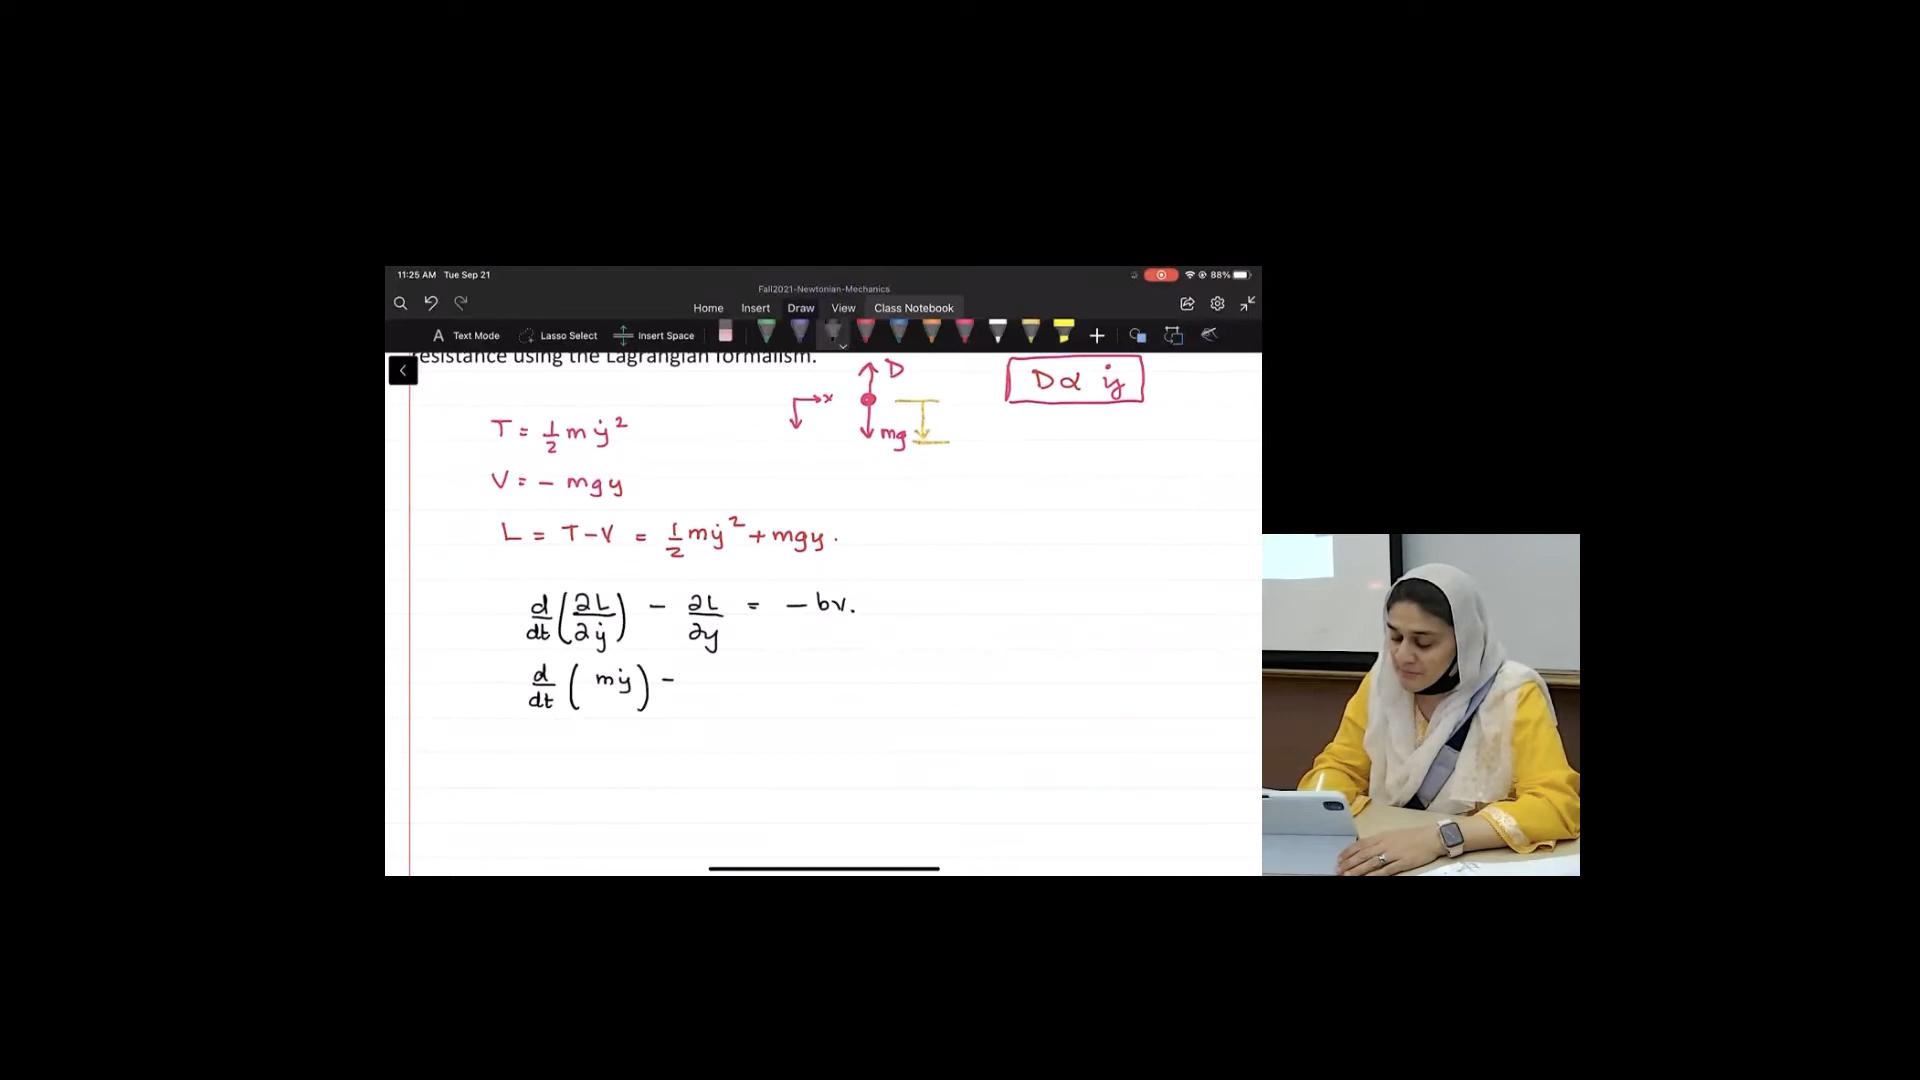 11:25 AM Tue Sep 21
88%
Fall2021-Newtonian-Mechanics
Home Insert Draw View Class Notebook
A Text Mode Lasso Select Insert Space
esistance using the Lagrangian formalism.
D
D ∝ ẏ
x
mg
T = 1/2 m ẏ²
V = - mgy
L = T - V = 1/2 mẏ² + mgy.
d/dt (∂L/∂ẏ) - ∂L/∂y = - bv.
d/dt ( mẏ ) -